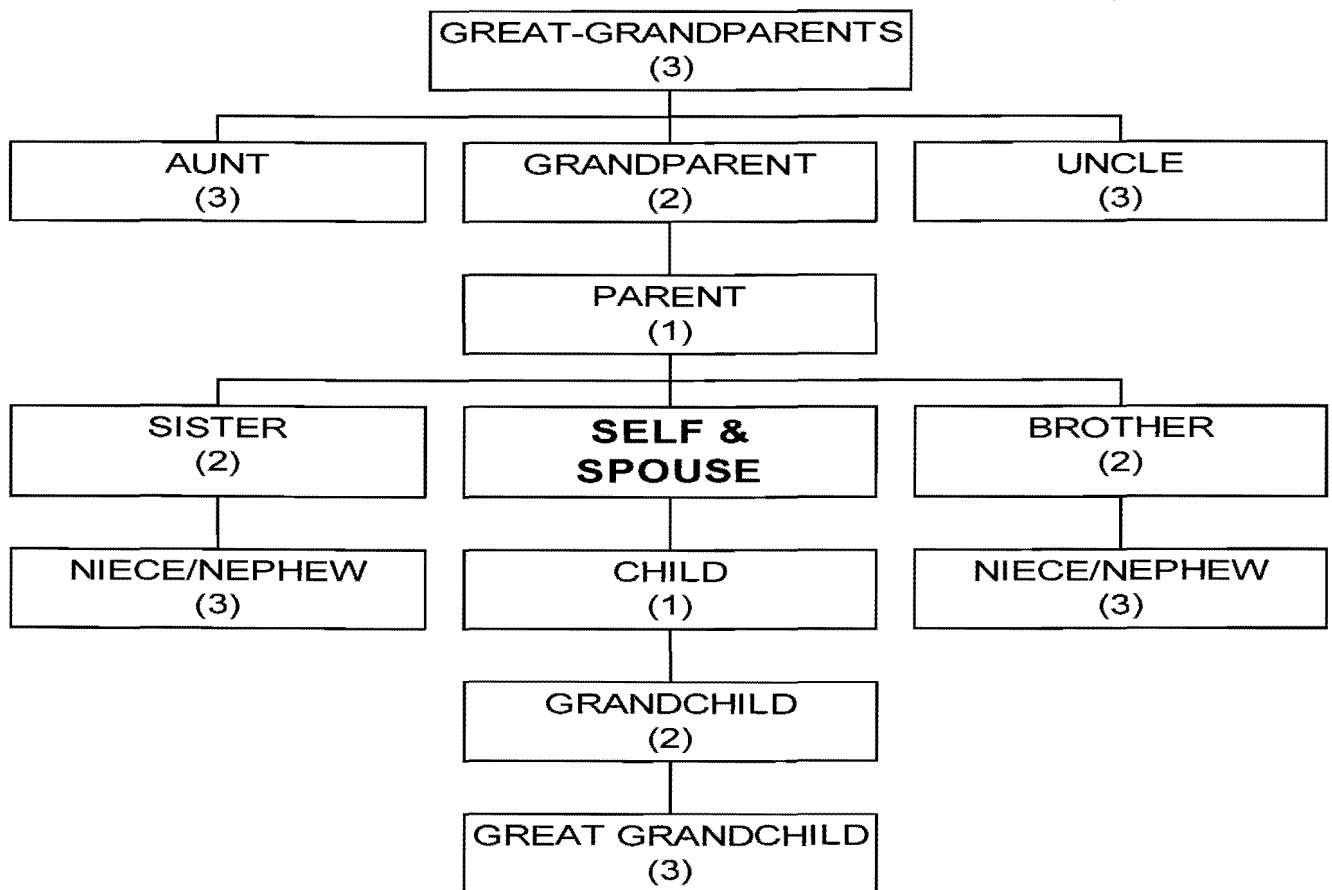 GREAT-GRANDPARENTS
(3)
AUNT
(3)
GRANDPARENT
(2)
UNCLE
(3)
PARENT
(1)
SISTER
(2)
SELF &
SPOUSE
BROTHER
(2)
NIECE/NEPHEW
(3)
CHILD
(1)
NIECE/NEPHEW
(3)
GRANDCHILD
(2)
GREAT GRANDCHILD
(3)